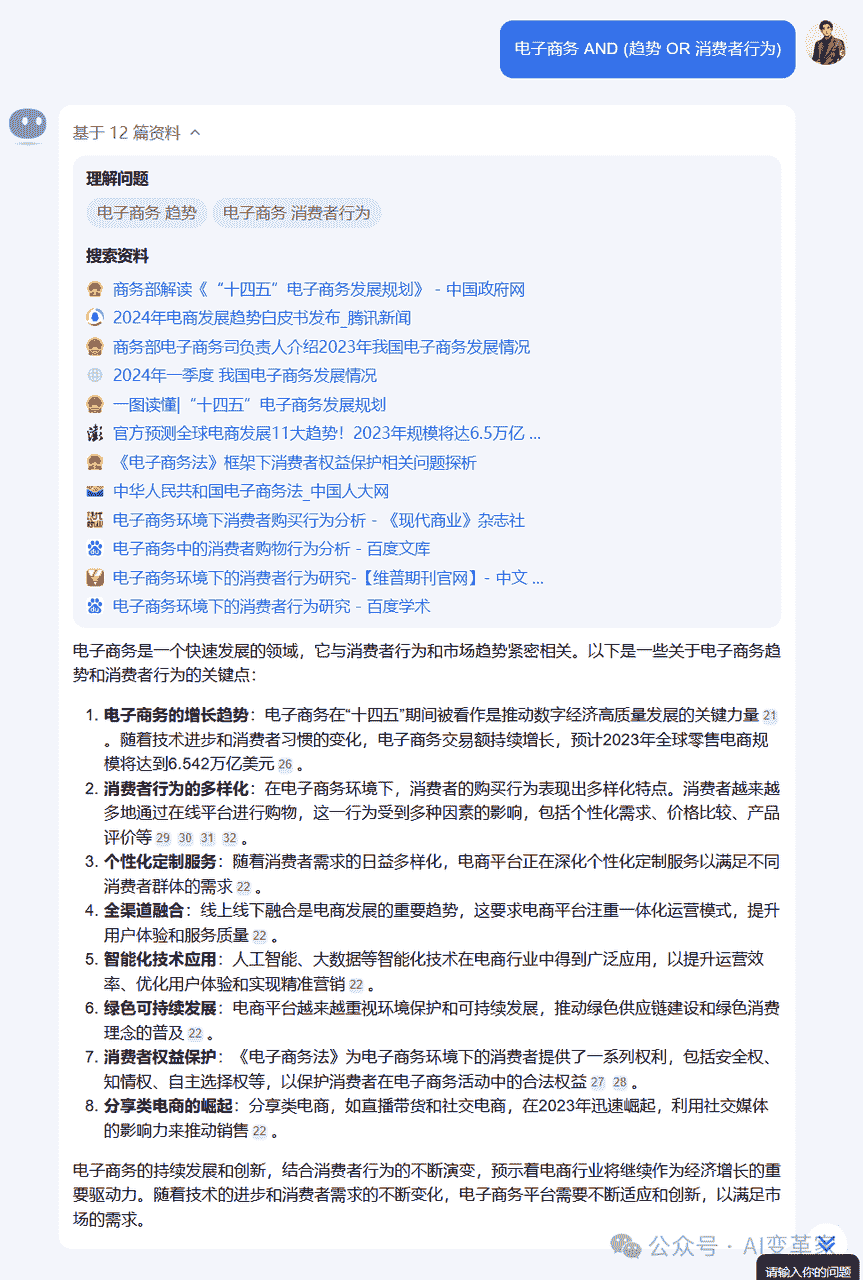 电子商务 AND (趋势 OR 消费者行为)
基于 12 篇资料
理解问题
电子商务 趋势 电子商务 消费者行为
搜索资料
商务部解读《“十四五”电子商务发展规划》 - 中国政府网
2024年电商发展趋势白皮书发布_腾讯新闻
商务部电子商务司负责人介绍2023年我国电子商务发展情况
2024年一季度 我国电子商务发展情况
一图读懂|“十四五”电子商务发展规划
官方预测全球电商发展11大趋势！2023年规模将达6.5万亿 ...
《电子商务法》框架下消费者权益保护相关问题探析
中华人民共和国电子商务法_中国人大网
电子商务环境下消费者购买行为分析 - 《现代商业》杂志社
电子商务中的消费者购物行为分析 - 百度文库
电子商务环境下的消费者行为研究-【维普期刊官网】- 中文 ...
电子商务环境下的消费者行为研究 - 百度学术
电子商务是一个快速发展的领域，它与消费者行为和市场趋势紧密相关。以下是一些关于电子商务趋
势和消费者行为的关键点：
1. 电子商务的增长趋势：电子商务在“十四五”期间被看作是推动数字经济高质量发展的关键力量 21
。随着技术进步和消费者习惯的变化，电子商务交易额持续增长，预计2023年全球零售电商规
模将达到6.542万亿美元 26 。
2. 消费者行为的多样化：在电子商务环境下，消费者的购买行为表现出多样化特点。消费者越来越
多地通过在线平台进行购物，这一行为受到多种因素的影响，包括个性化需求、价格比较、产品
评价等 29 30 31 32 。
3. 个性化定制服务：随着消费者需求的日益多样化，电商平台正在深化个性化定制服务以满足不同
消费者群体的需求 22 。
4. 全渠道融合：线上线下融合是电商发展的重要趋势，这要求电商平台注重一体化运营模式，提升
用户体验和服务质量 22 。
5. 智能化技术应用：人工智能、大数据等智能化技术在电商行业中得到广泛应用，以提升运营效
率、优化用户体验和实现精准营销 22 。
6. 绿色可持续发展：电商平台越来越重视环境保护和可持续发展，推动绿色供应链建设和绿色消费
理念的普及 22 。
7. 消费者权益保护：《电子商务法》为电子商务环境下的消费者提供了一系列权利，包括安全权、
知情权、自主选择权等，以保护消费者在电子商务活动中的合法权益 27 28 。
8. 分享类电商的崛起：分享类电商，如直播带货和社交电商，在2023年迅速崛起，利用社交媒体
的影响力来推动销售 22 。
电子商务的持续发展和创新，结合消费者行为的不断演变，预示着电商行业将继续作为经济增长的重
要驱动力。随着技术的进步和消费者需求的不断变化，电子商务平台需要不断适应和创新，以满足市
场的需求。
公众号 · AI变革家
请输入你的问题